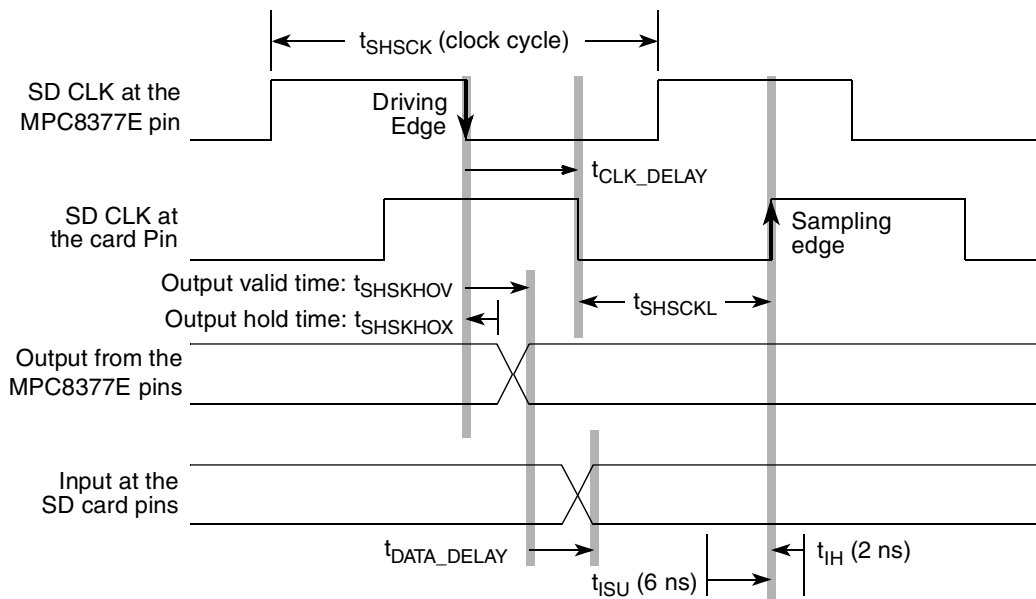 tSHSCK (clock cycle)
SD CLK at the
MPC8377E pin
Driving
Edge
tCLK_DELAY
SD CLK at
the card Pin
Sampling
edge
Output valid time: tSHSKHOV
tSHSCKL
Output hold time: tSHSKHOX
Output from the
MPC8377E pins
Input at the
SD card pins
tDATA_DELAY
tIH (2 ns)
tISU (6 ns)